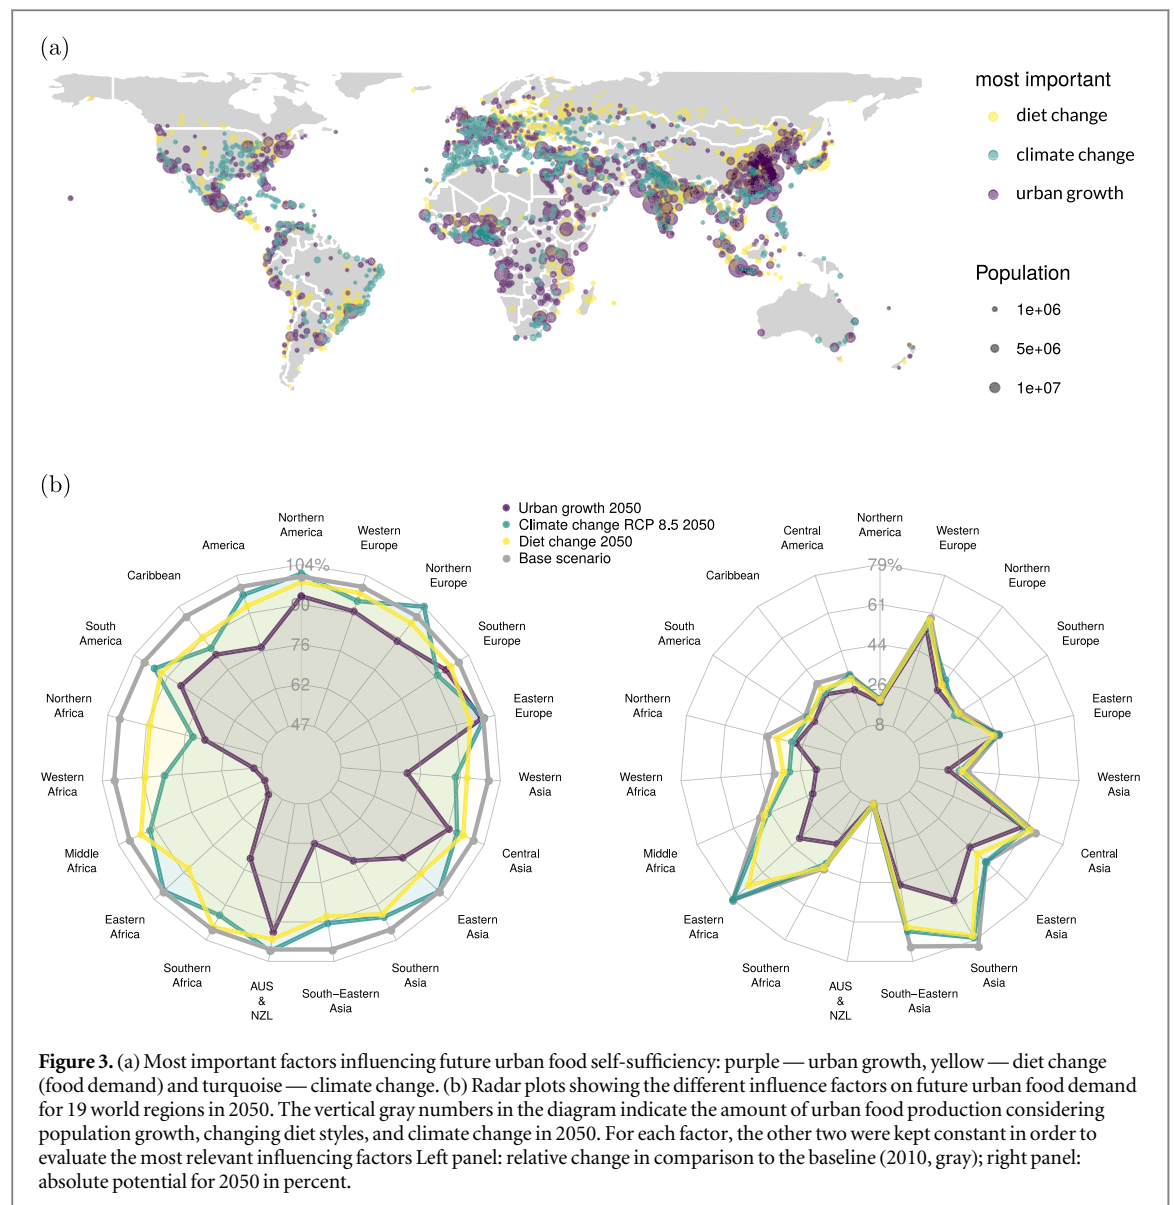 (a)
most important
diet change
climate change
urban growth
Population
1e+06
5e+06
1e+07
(b)
Urban growth 2050
Climate change RCP 8.5 2050
Diet change 2050
Base scenario
Northern
America
Western
Europe
Northern
Europe
Southern
Europe
Eastern
Europe
Western
Asia
Central
Asia
Eastern
Asia
Southern
Asia
South−Eastern
Asia
AUS
&
NZL
Southern
Africa
Eastern
Africa
Middle
Africa
Western
Africa
Northern
Africa
South
America
Caribbean
America
104%
90
76
62
47
Northern
America
Western
Europe
Northern
Europe
Southern
Europe
Eastern
Europe
Western
Asia
Central
Asia
Eastern
Asia
Southern
Asia
South−Eastern
Asia
AUS
&
NZL
Southern
Africa
Eastern
Africa
Middle
Africa
Western
Africa
Northern
Africa
South
America
Caribbean
Central
America
79%
61
44
26
8
Figure 3. (a) Most important factors influencing future urban food self-sufficiency: purple — urban growth, yellow — diet change
(food demand) and turquoise — climate change. (b) Radar plots showing the different influence factors on future urban food demand
for 19 world regions in 2050. The vertical gray numbers in the diagram indicate the amount of urban food production considering
population growth, changing diet styles, and climate change in 2050. For each factor, the other two were kept constant in order to
evaluate the most relevant influencing factors Left panel: relative change in comparison to the baseline (2010, gray); right panel:
absolute potential for 2050 in percent.